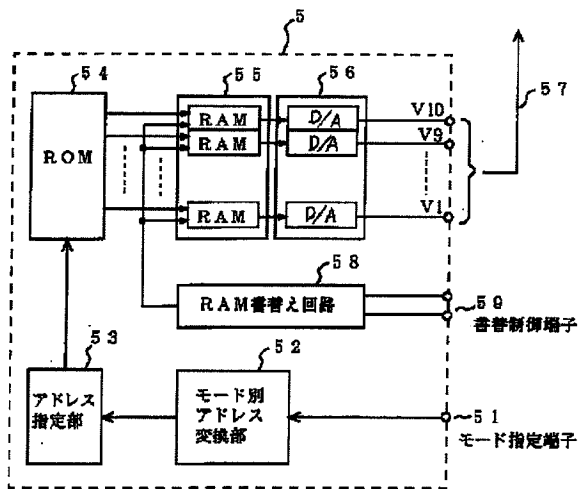 5
54
55
56
57
ROM
RAM
D/A
V10
RAM
D/A
V9
RAM
D/A
V1
58
RAM書替え回路
59
書替制御端子
53
52
アドレス
指定部
モード別
アドレス
変換部
51
モード指定端子